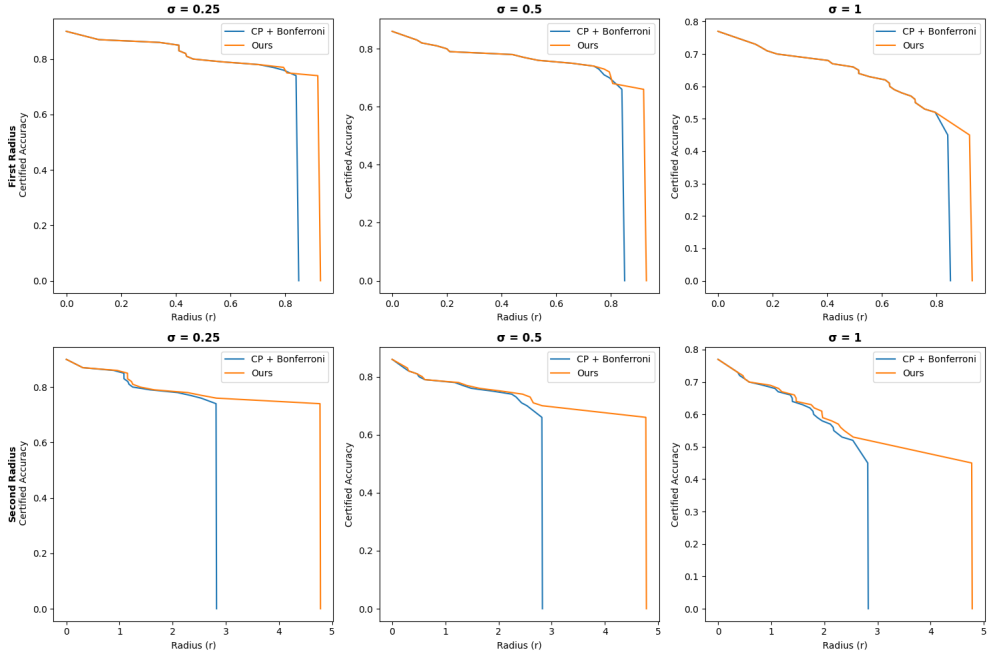 σ = 0.25
CP + Bonferroni
Ours
First Radius
Certified Accuracy
0.8
0.6
0.4
0.2
0.0
0.0 0.2 0.4 0.6 0.8
Radius (r)
σ = 0.5
CP + Bonferroni
Ours
Certified Accuracy
0.8
0.6
0.4
0.2
0.0
0.0 0.2 0.4 0.6 0.8
Radius (r)
σ = 1
CP + Bonferroni
Ours
Certified Accuracy
0.8
0.7
0.6
0.5
0.4
0.3
0.2
0.1
0.0
0.0 0.2 0.4 0.6 0.8
Radius (r)
σ = 0.25
CP + Bonferroni
Ours
Second Radius
Certified Accuracy
0.8
0.6
0.4
0.2
0.0
0 1 2 3 4 5
Radius (r)
σ = 0.5
CP + Bonferroni
Ours
Certified Accuracy
0.8
0.6
0.4
0.2
0.0
0 1 2 3 4 5
Radius (r)
σ = 1
CP + Bonferroni
Ours
Certified Accuracy
0.8
0.7
0.6
0.5
0.4
0.3
0.2
0.1
0.0
0 1 2 3 4 5
Radius (r)